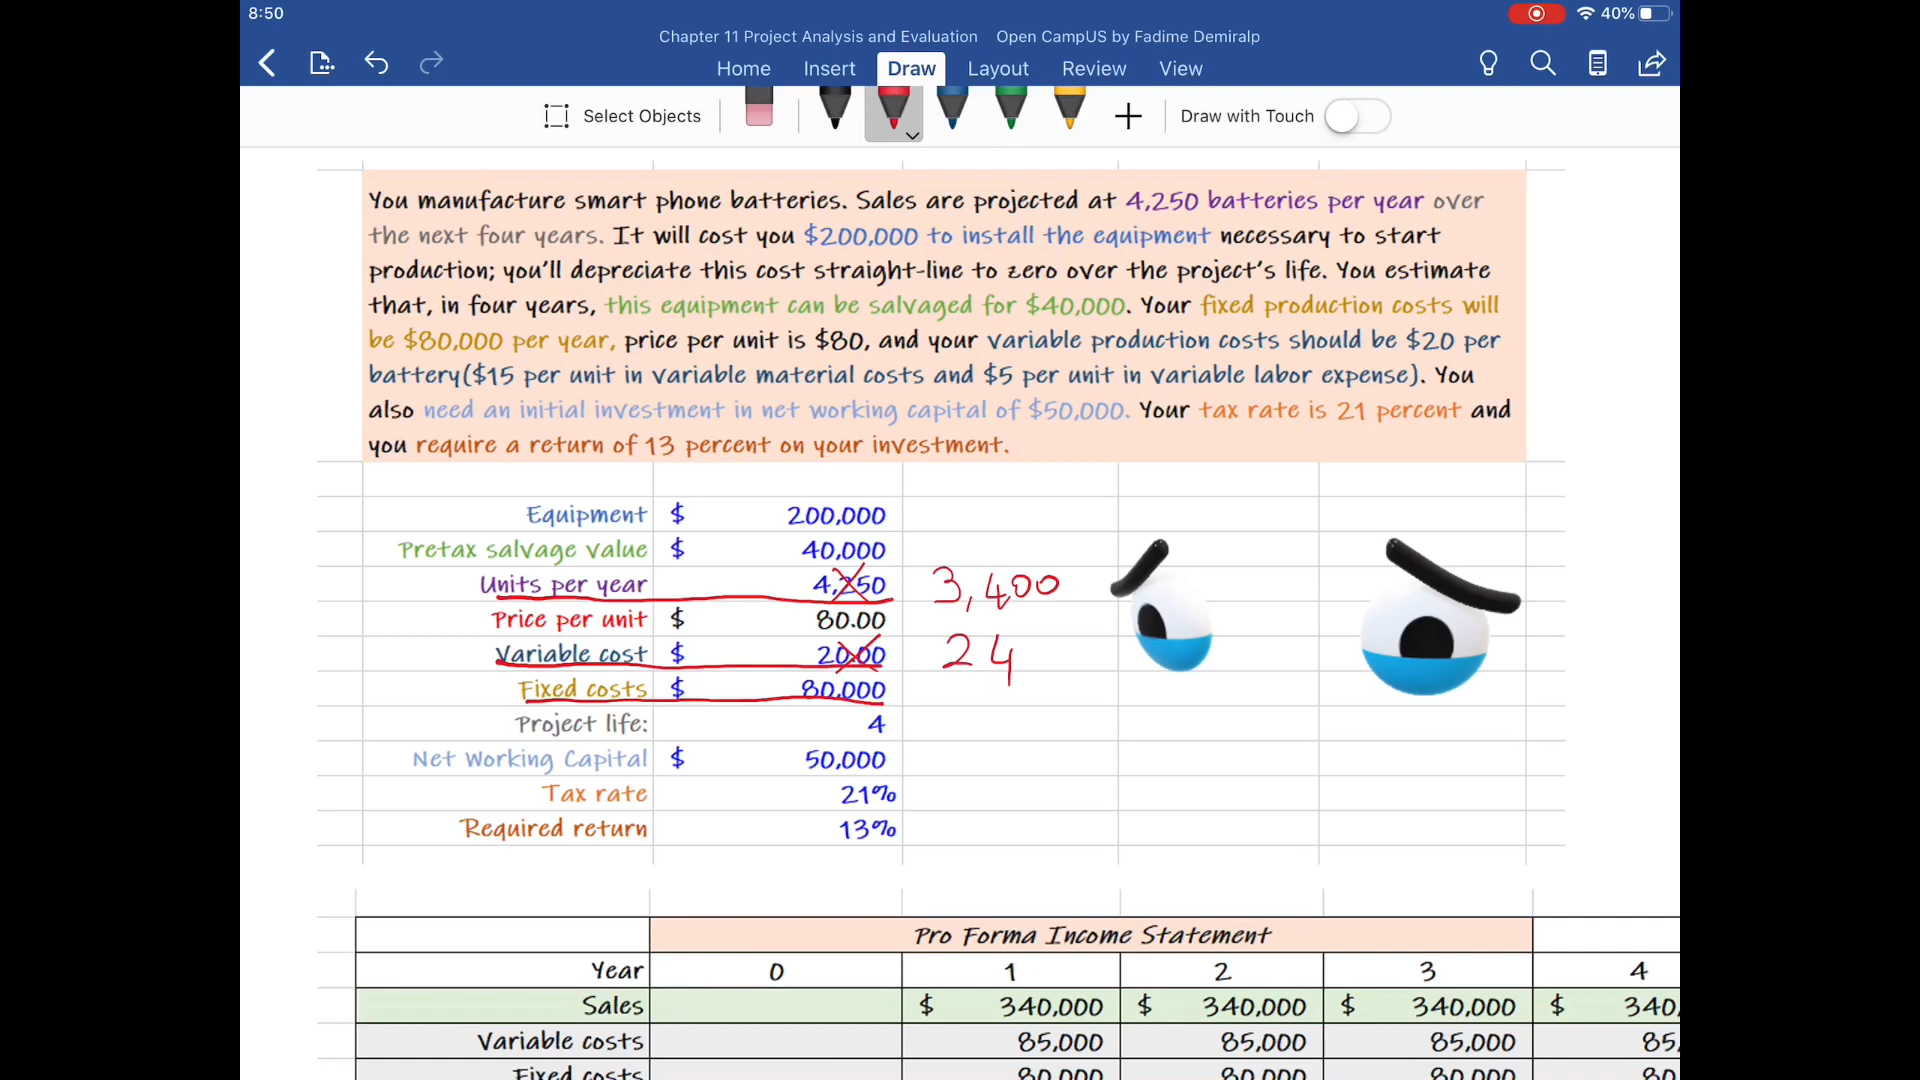 8:50
40%
Chapter 11 Project Analysis and Evaluation Open CampUS by Fadime Demiralp
Home Insert Draw Layout Review View
Select Objects
Draw with Touch
You manufacture smart phone batteries. Sales are projected at 4,250 batteries per year over
the next four years. It will cost you $200,000 to install the equipment necessary to start
production; you'll depreciate this cost straight-line to zero over the project's life. You estimate
that, in four years, this equipment can be salvaged for $40,000. Your fixed production costs will
be $80,000 per year, price per unit is $80, and your variable production costs should be $20 per
battery($15 per unit in variable material costs and $5 per unit in variable labor expense). You
also need an initial investment in net working capital of $50,000. Your tax rate is 21 percent and
you require a return of 13 percent on your investment.
Equipment $ 200,000
Pretax salvage value $ 40,000
Units per year 4,250 3,400
Price per unit $ 80.00
Variable cost $ 20.00 24
Fixed costs $ 80,000
Project life: 4
Net Working Capital $ 50,000
Tax rate 21%
Required return 13%
Pro Forma Income Statement
Year 0 1 2 3 4
Sales $ 340,000 $ 340,000 $ 340,000 $ 340,
Variable costs 85,000 85,000 85,000 85,
Fixed costs 80,000 80,000 80,000 80